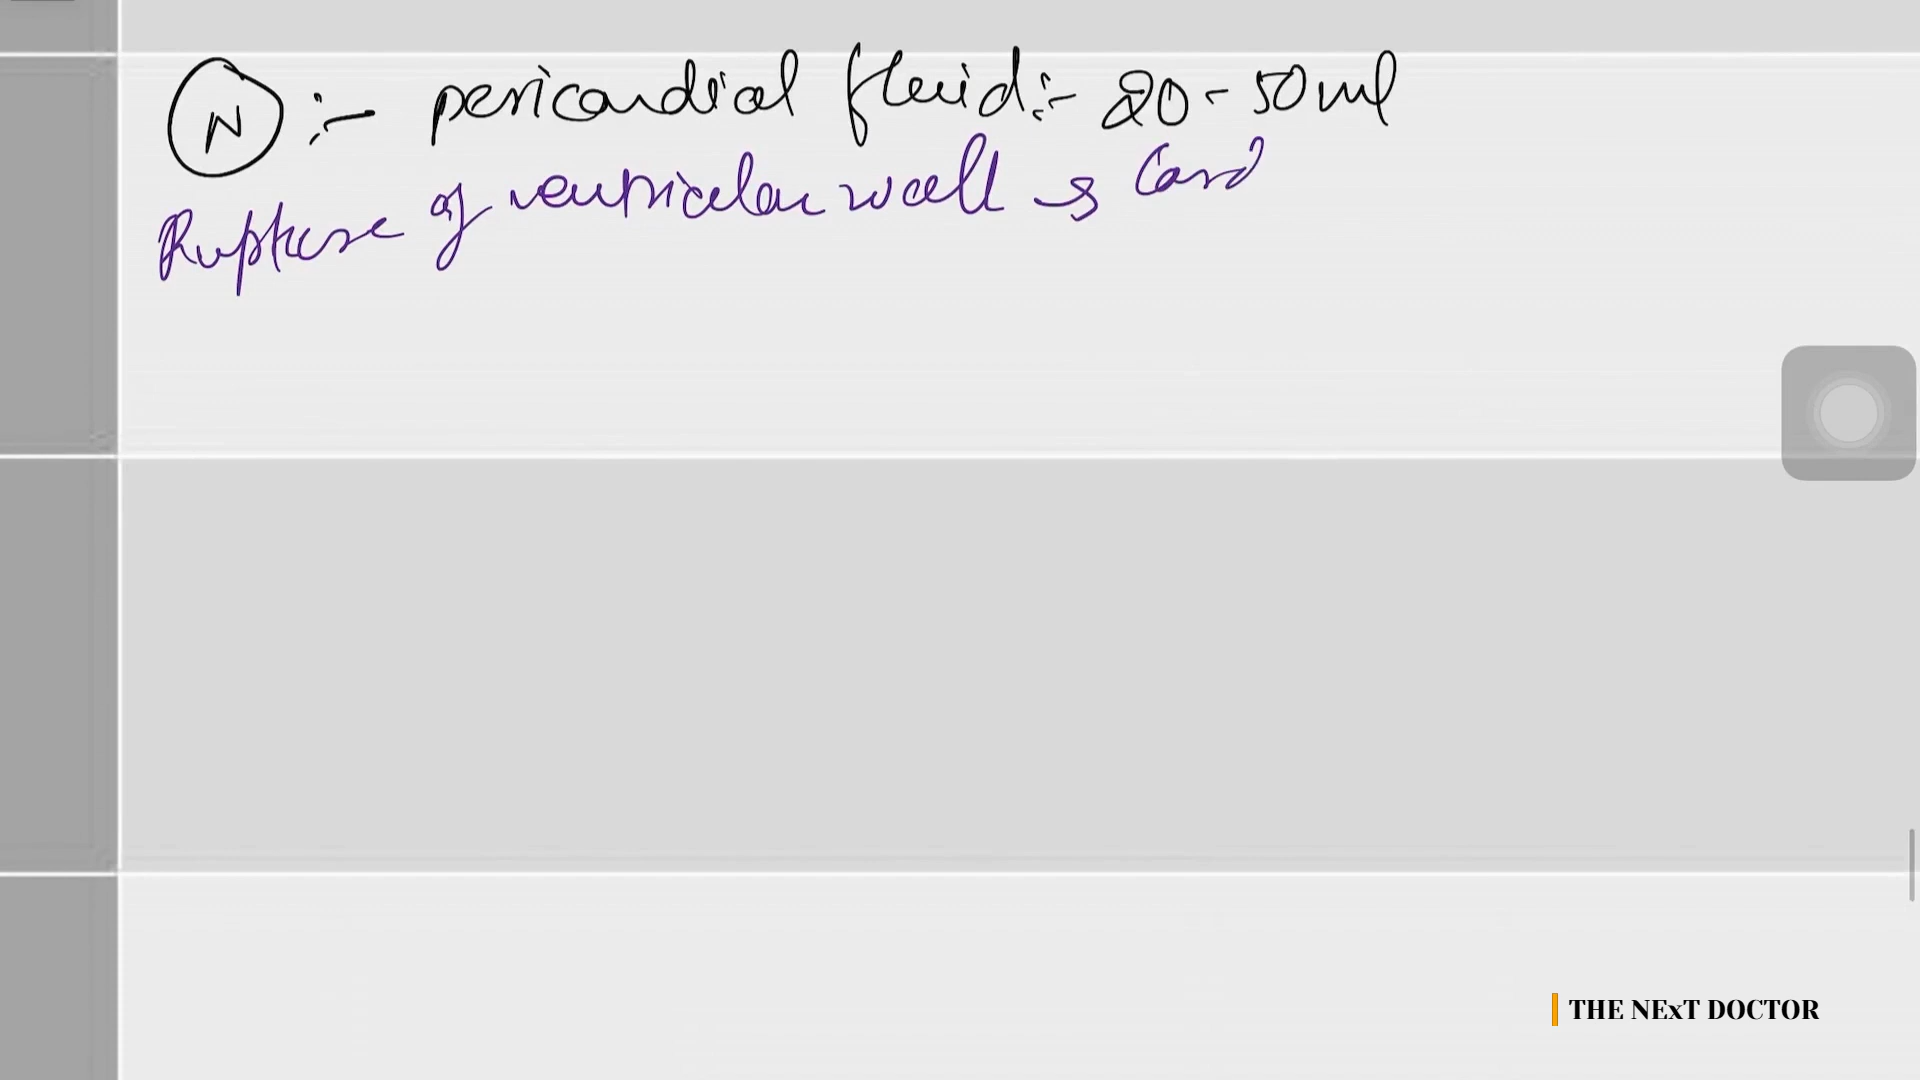 N :- pericardial fluid :- 20 - 50ml
Rupture of ventricular wall → Card
THE NExT DOCTOR